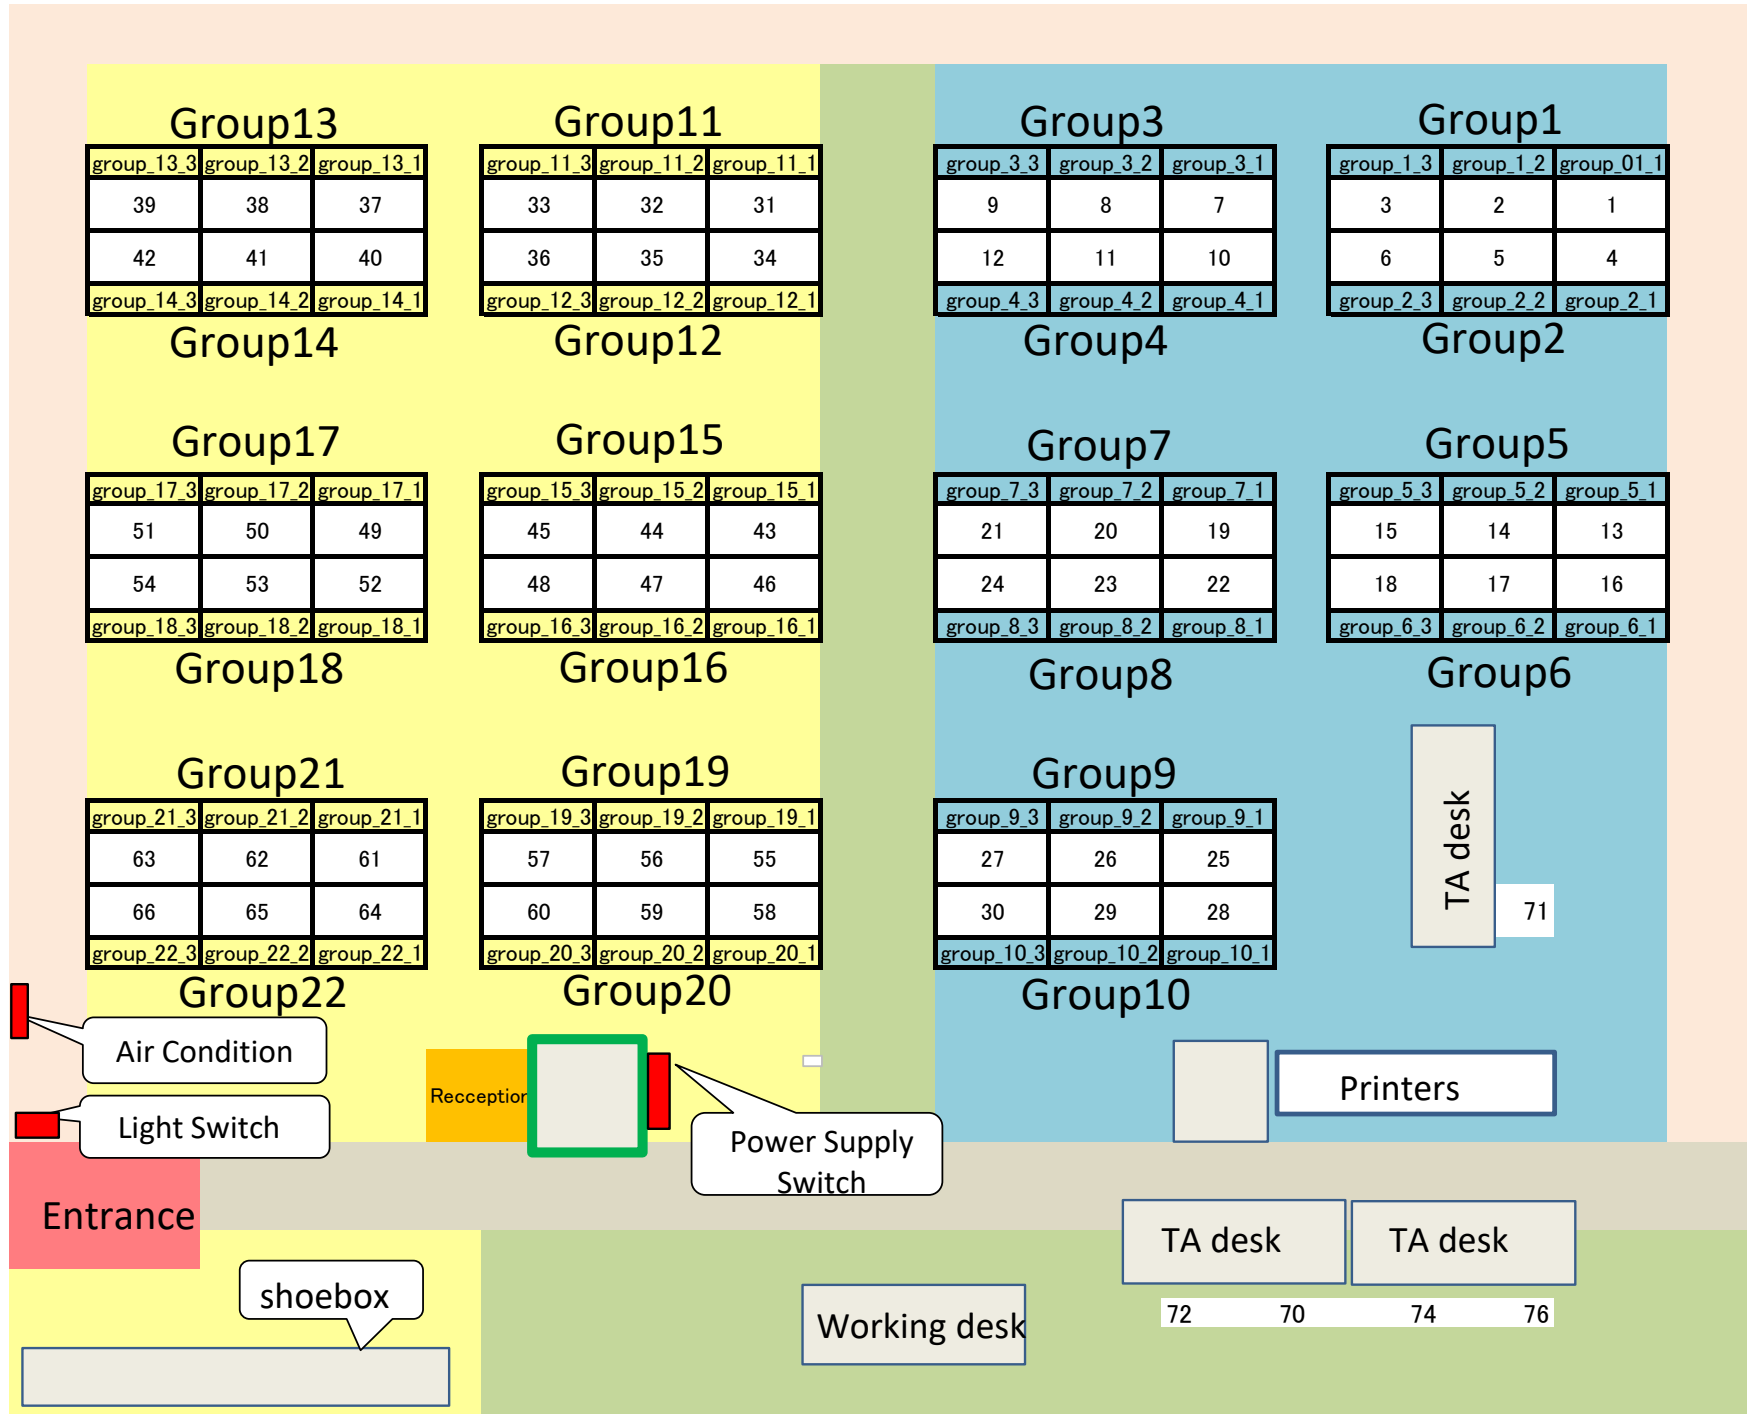 Group13 Group11 Group3 Group1
group_13_3 group_13_2 group_13_1 group_11_3 group_11_2 group_11_1 group_3_3 group_3_2 group_3_1 group_1_3 group_1_2 group_01_1
39 38 37 33 32 31 9 8 7 3 2 1
42 41 40 36 35 34 12 11 10 6 5 4
group_14_3 group_14_2 group_14_1 group_12_3 group_12_2 group_12_1 group_4_3 group_4_2 group_4_1 group_2_3 group_2_2 group_2_1
Group14 Group12 Group4 Group2
Group17 Group15 Group7 Group5
group_17_3 group_17_2 group_17_1 group_15_3 group_15_2 group_15_1 group_7_3 group_7_2 group_7_1 group_5_3 group_5_2 group_5_1
51 50 49 45 44 43 21 20 19 15 14 13
54 53 52 48 47 46 24 23 22 18 17 16
group_18_3 group_18_2 group_18_1 group_16_3 group_16_2 group_16_1 group_8_3 group_8_2 group_8_1 group_6_3 group_6_2 group_6_1
Group18 Group16 Group8 Group6
Group21 Group19 Group9
group_21_3 group_21_2 group_21_1 group_19_3 group_19_2 group_19_1 group_9_3 group_9_2 group_9_1
63 62 61 57 56 55 27 26 25
66 65 64 60 59 58 30 29 28
group_22_3 group_22_2 group_22_1 group_20_3 group_20_2 group_20_1 group_10_3 group_10_2 group_10_1
Group22 Group20 Group10
TA desk
71
Air Condition
Light Switch
Recception
Power Supply
Switch
Printers
Entrance
shoebox
Working desk
TA desk TA desk
72 70 74 76